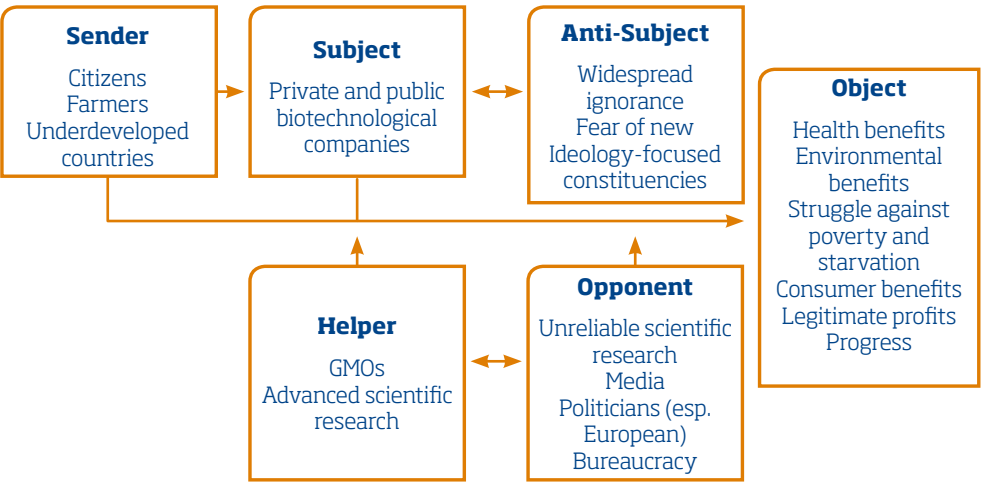 Sender
Citizens
Farmers
Underdeveloped
countries
Subject
Private and public
biotechnological
companies
Anti-Subject
Widespread
ignorance
Fear of new
Ideology-focused
constituencies
Object
Health benefits
Environmental
benefits
Struggle against
poverty and
starvation
Consumer benefits
Legitimate profits
Progress
Helper
GMOs
Advanced scientific
research
Opponent
Unreliable scientific
research
Media
Politicians (esp.
European)
Bureaucracy